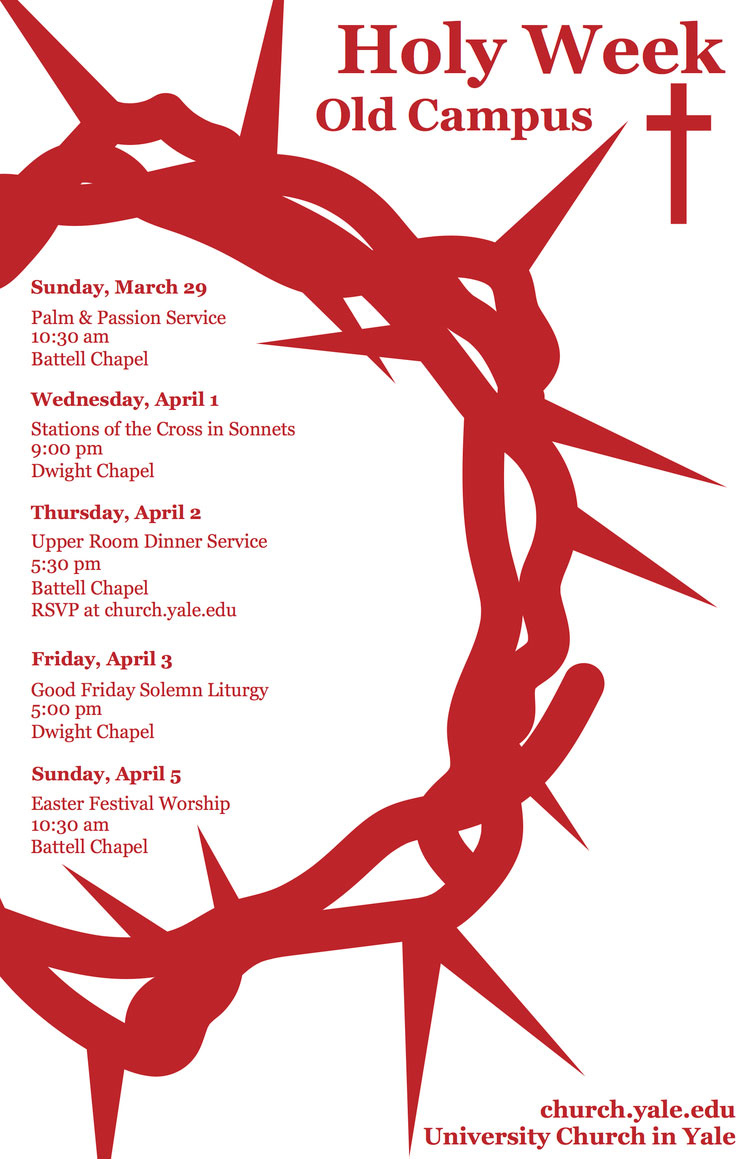 Holy Week
Old Campus
Sunday, March 29
Palm & Passion Service
10:30 am
Battell Chapel
Wednesday, April 1
Stations of the Cross in Sonnets
9:00 pm
Dwight Chapel
Thursday, April 2
Upper Room Dinner Service
5:30 pm
Battell Chapel
RSVP at church.yale.edu
Friday, April 3
Good Friday Solemn Liturgy
5:00 pm
Dwight Chapel
Sunday, April 5
Easter Festival Worship
10:30 am
Battell Chapel
church.yale.edu
University Church in Yale